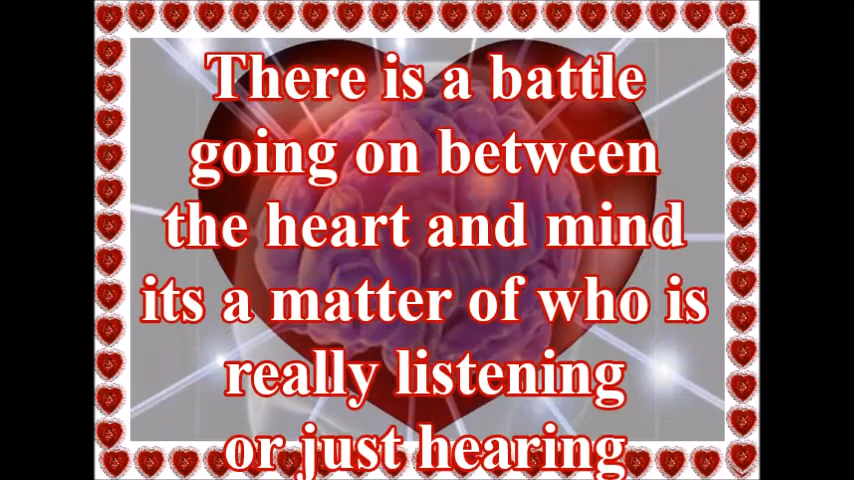 There is a battle
going on between
the heart and mind
its a matter of who is
really listening
or just hearing